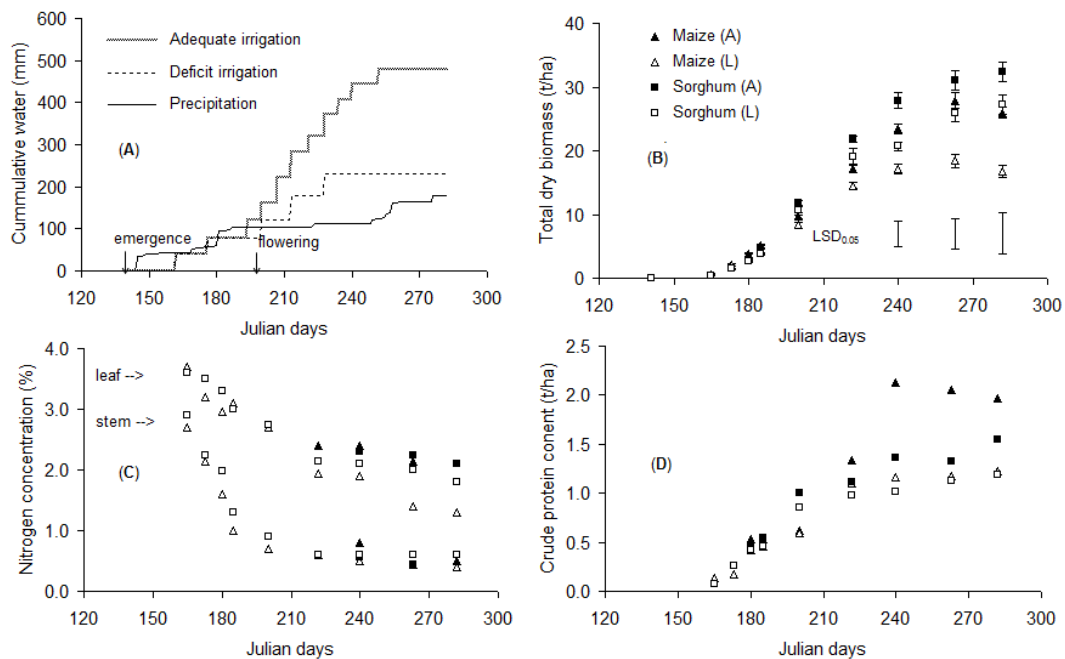 Cummulative water (mm)
600
500
400
300
200
100
0
Adequate irrigation
Deficit irrigation
Precipitation
(A)
emergence
flowering
120 150 180 210 240 270 300
Julian days
Total dry biomass (t/ha)
40
30
20
10
0
Maize (A)
Maize (L)
Sorghum (A)
Sorghum (L)
(B)
LSD0.05
120 150 180 210 240 270 300
Julian days
Nitrogen concentration (%)
4.0
3.0
2.0
1.0
0.0
leaf -->
stem -->
(C)
120 150 180 210 240 270 300
Julian days
Crude protein conent (t/ha)
2.5
2.0
1.5
1.0
0.5
0.0
(D)
120 150 180 210 240 270 300
Julian days